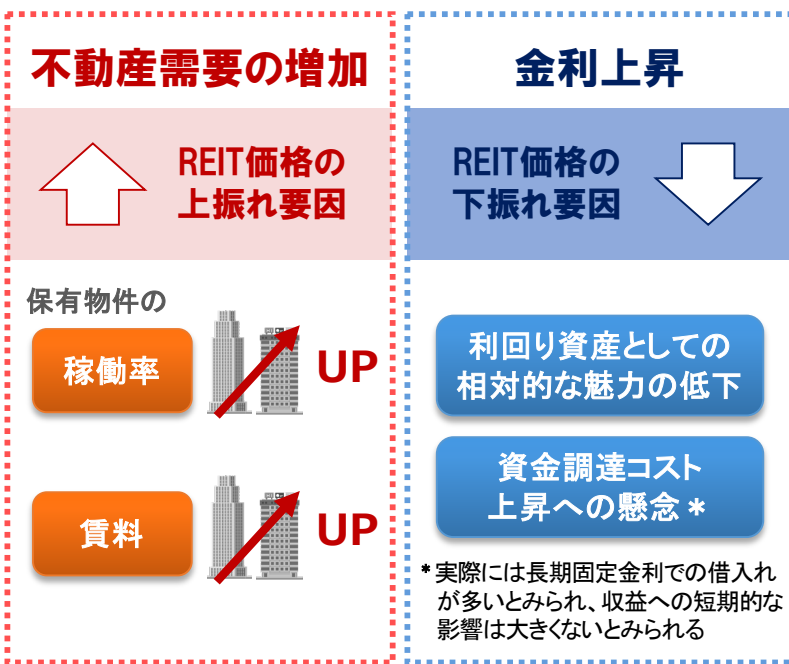 不動産需要の増加
REIT価格の
上振れ要因
保有物件の
稼働率
UP
賃料
UP
金利上昇
REIT価格の
下振れ要因
利回り資産としての
相対的な魅力の低下
資金調達コスト
上昇への懸念*
*実際には長期固定金利での借入れ
が多いとみられ、収益への短期的な
影響は大きくないとみられる